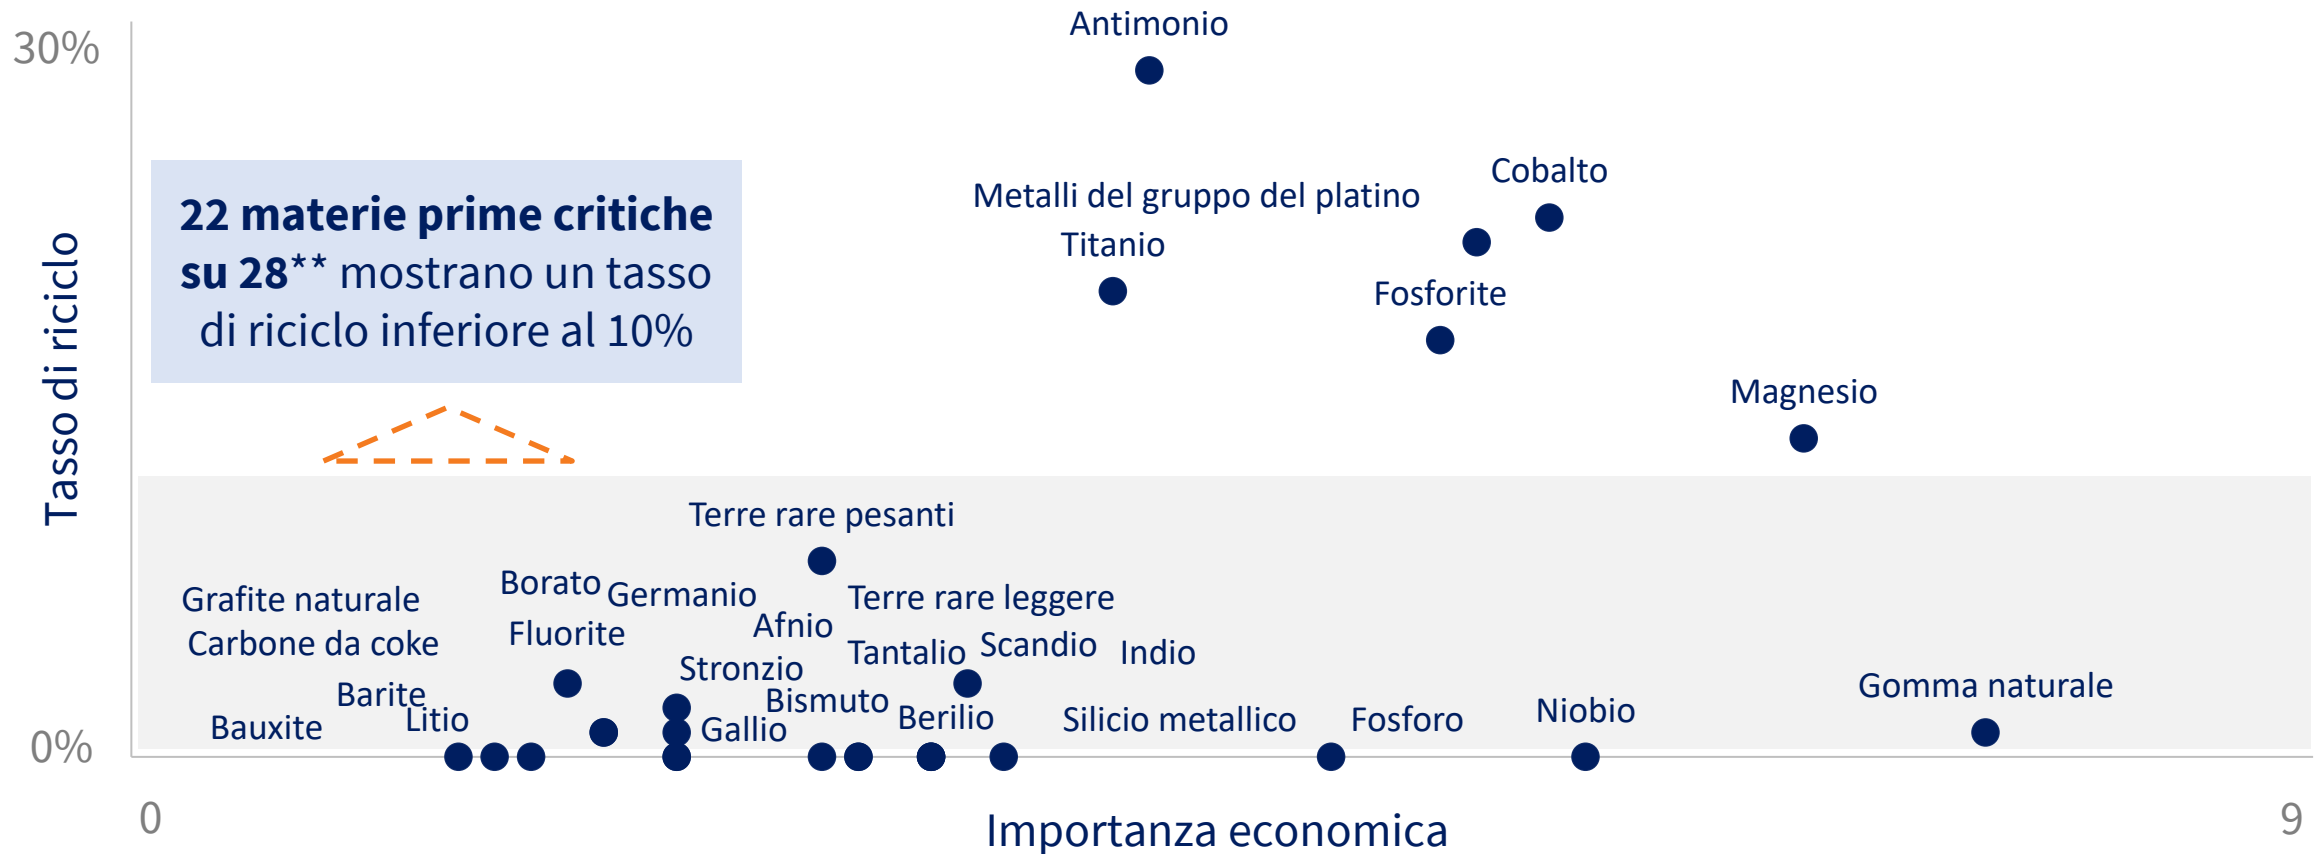 Antimonio
30%
Cobalto
Metalli del gruppo del platino
22 materie prime critiche
su 28** mostrano un tasso
di riciclo inferiore al 10%
Titanio
Fosforite
Tasso di riciclo
Magnesio
Terre rare pesanti
Borato
Germanio
Terre rare leggere
Grafite naturale
Afnio
Fluorite
Carbone da coke
Scandio
Tantalio
Indio
Stronzio
Gomma naturale
Barite
Bismuto
Niobio
Berilio
Litio
Silicio metallico
Fosforo
Bauxite
Gallio
0%
0
9
Importanza economica